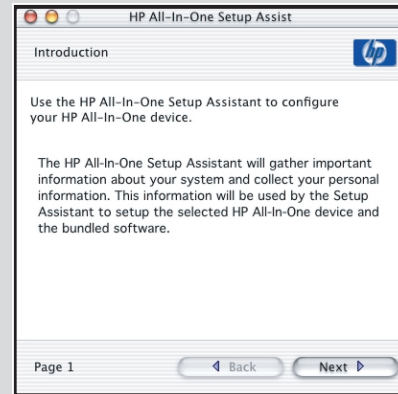 HP All-In-One Setup Assist
Introduction
hp
Use the HP All-In-One Setup Assistant to configure
your HP All-In-One device.
The HP All-In-One Setup Assistant will gather important
information about your system and collect your personal
information. This information will be used by the Setup
Assistant to setup the selected HP All-In-One device and
the bundled software.
Page 1
Back
Next